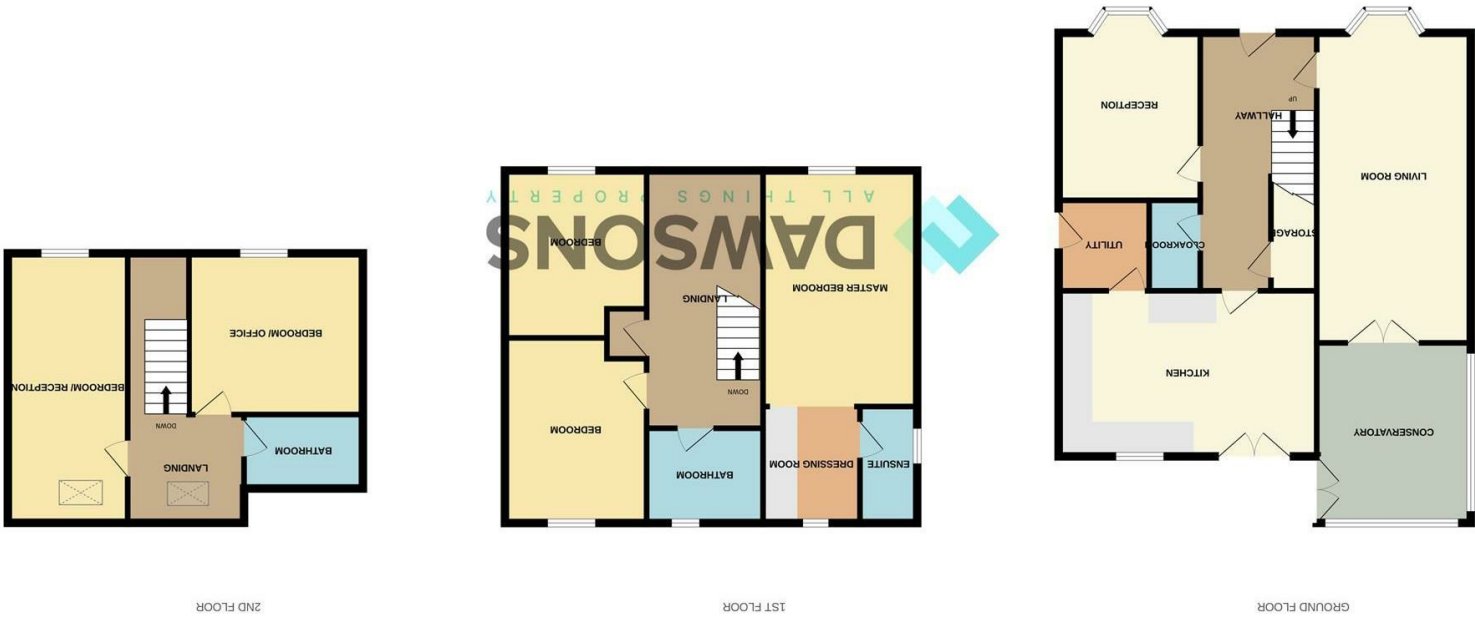 GROUND FLOOR
1ST FLOOR
2ND FLOOR
CONSERVATORY
KITCHEN
UTILITY
CLOAKROOM
STORAGE
LIVING ROOM
HALLWAY
UP
RECEPTION
ENSUITE
DRESSING ROOM
BATHROOM
BEDROOM
DOWN
LANDING
MASTER BEDROOM
BEDROOM
DAWSONS
ALL THINGS PROPERTY
BATHROOM
LANDING
DOWN
BEDROOM/ OFFICE
BEDROOM/ RECEPTION